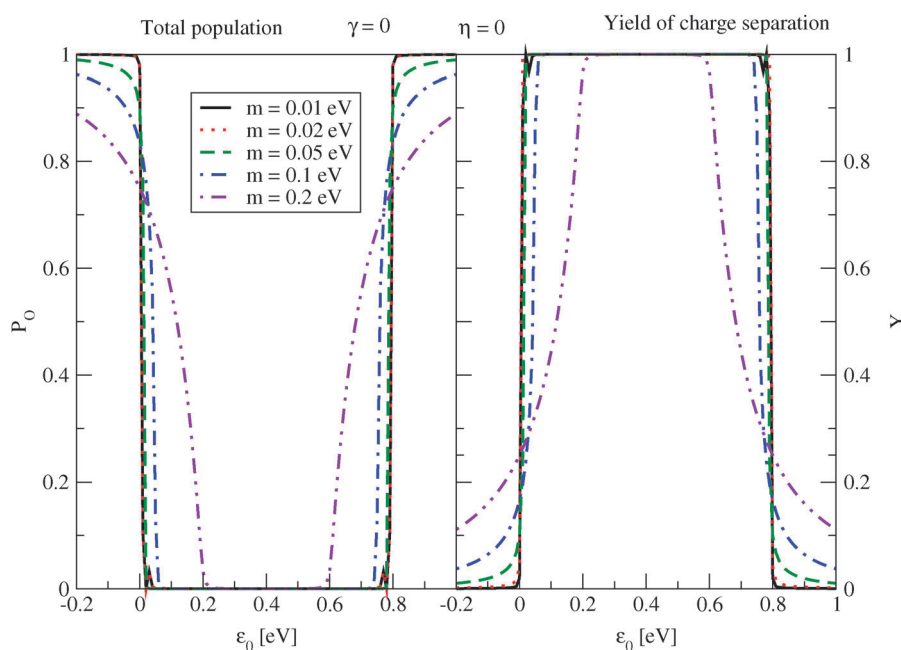 Total population γ = 0 η = 0 Yield of charge separation
1 1
m = 0.01 eV
m = 0.02 eV
m = 0.05 eV
m = 0.1 eV
m = 0.2 eV
0.8 0.8
0.6 0.6
P_O Y
0.4 0.4
0.2 0.2
0 0
-0.2 0 0.2 0.4 0.6 0.8 -0.2 0 0.2 0.4 0.6 0.8 1
ε₀ [eV] ε₀ [eV]